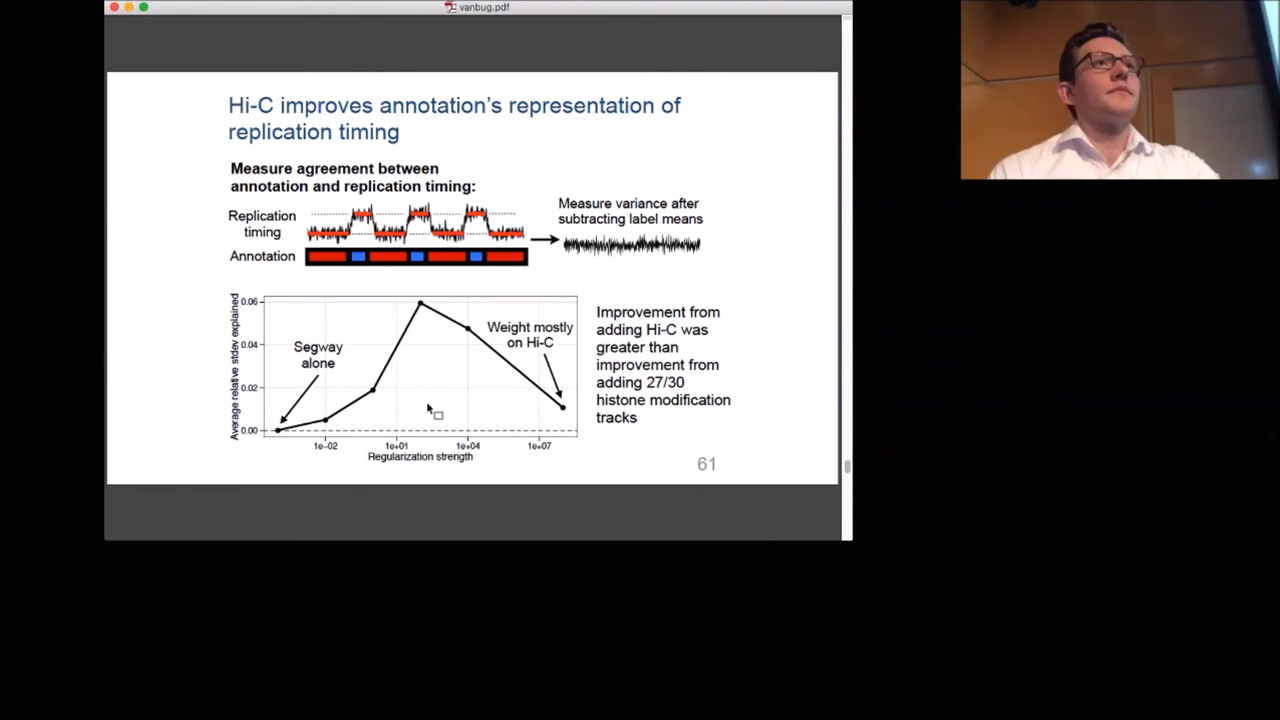 vanbug.pdf
Hi-C improves annotation's representation of
replication timing
Measure agreement between
annotation and replication timing:
Replication
timing
Annotation
Measure variance after
subtracting label means
Average relative stdev explained
0.06
0.04
0.02
0.00
Segway
alone
Weight mostly
on Hi-C
1e-02
1e+01
1e+04
1e+07
Regularization strength
Improvement from
adding Hi-C was
greater than
improvement from
adding 27/30
histone modification
tracks
61